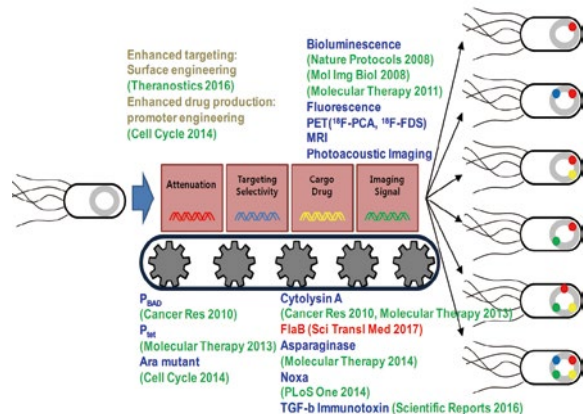 Enhanced targeting:
Surface engineering
(Theranostics 2016)
Enhanced drug production:
promoter engineering
(Cell Cycle 2014)
Bioluminescence
(Nature Protocols 2008)
(Mol Img Biol 2008)
(Molecular Therapy 2011)
Fluorescence
PET(¹⁸F-PCA, ¹⁸F-FDS)
MRI
Photoacoustic Imaging
Attenuation
Targeting
Selectivity
Cargo
Drug
Imaging
Signal
P_BAD
(Cancer Res 2010)
P_tet
(Molecular Therapy 2013)
Ara mutant
(Cell Cycle 2014)
Cytolysin A
(Cancer Res 2010, Molecular Therapy 2013)
FlaB (Sci Transl Med 2017)
Asparaginase
(Molecular Therapy 2014)
Noxa
(PLoS One 2014)
TGF-b Immunotoxin (Scientific Reports 2016)